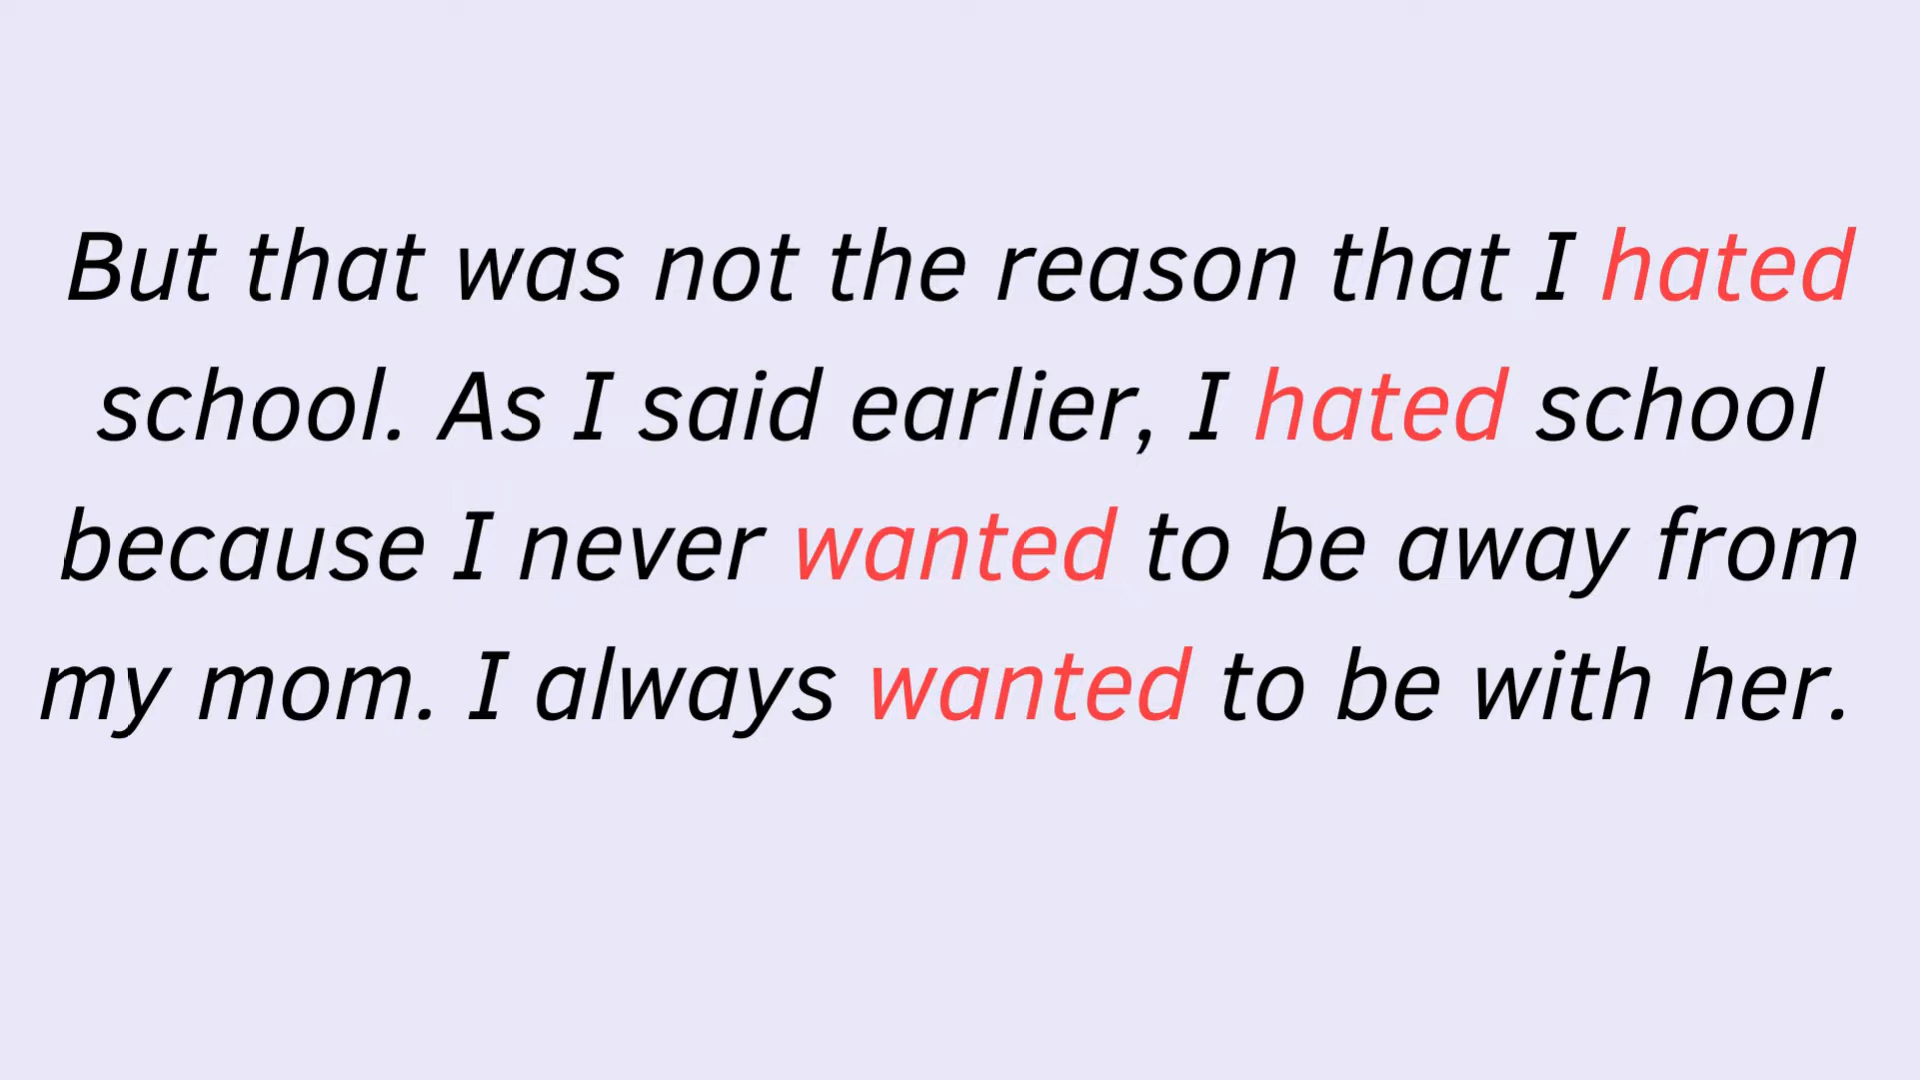 But that was not the reason that I hated
school. As I said earlier, I hated school
because I never wanted to be away from
my mom. I always wanted to be with her.